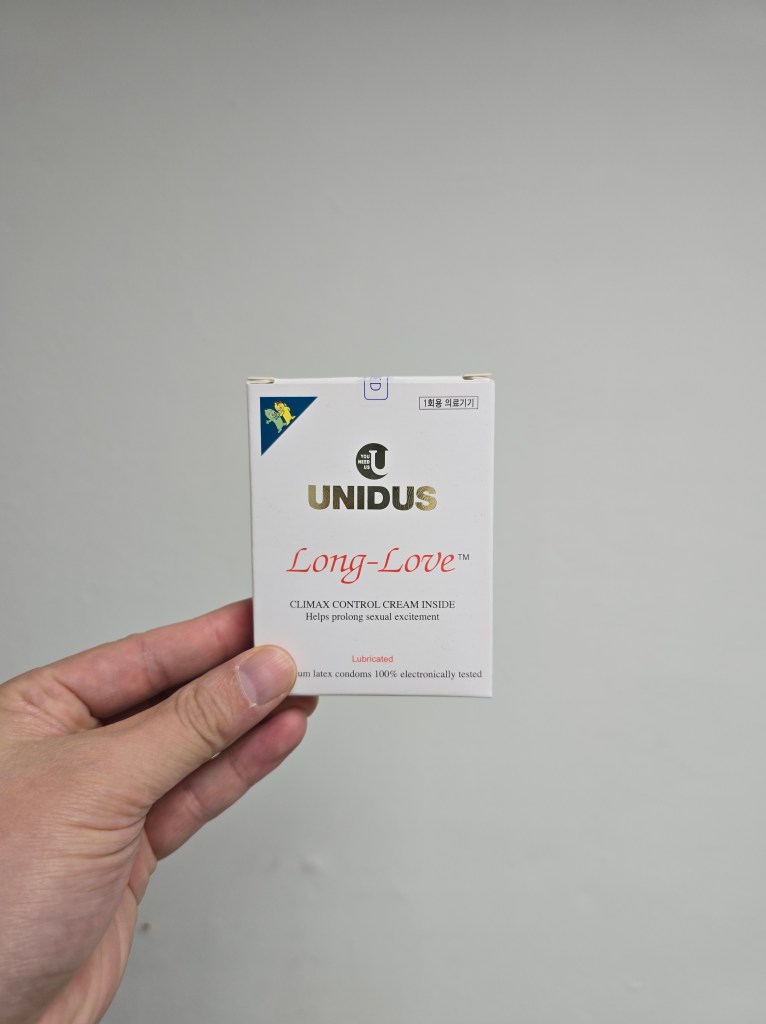 1회용 의료기기
YOU
NEED
US
U
UNIDUS
Long-Love™
CLIMAX CONTROL CREAM INSIDE
Helps prolong sexual excitement
Lubricated
latex condoms 100% electronically tested